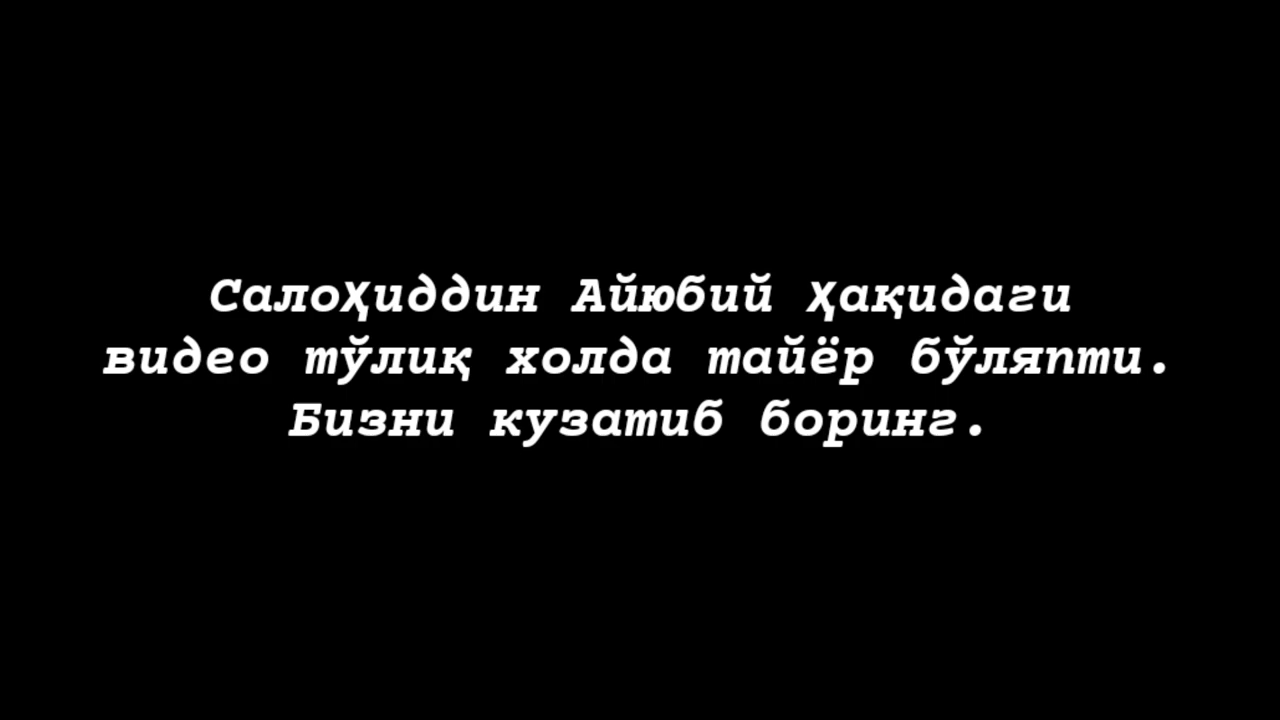 Салоҳиддин Айюбий ҳақидаги
видео тўлиқ холда тайёр бўляпти.
Бизни кузатиб боринг.